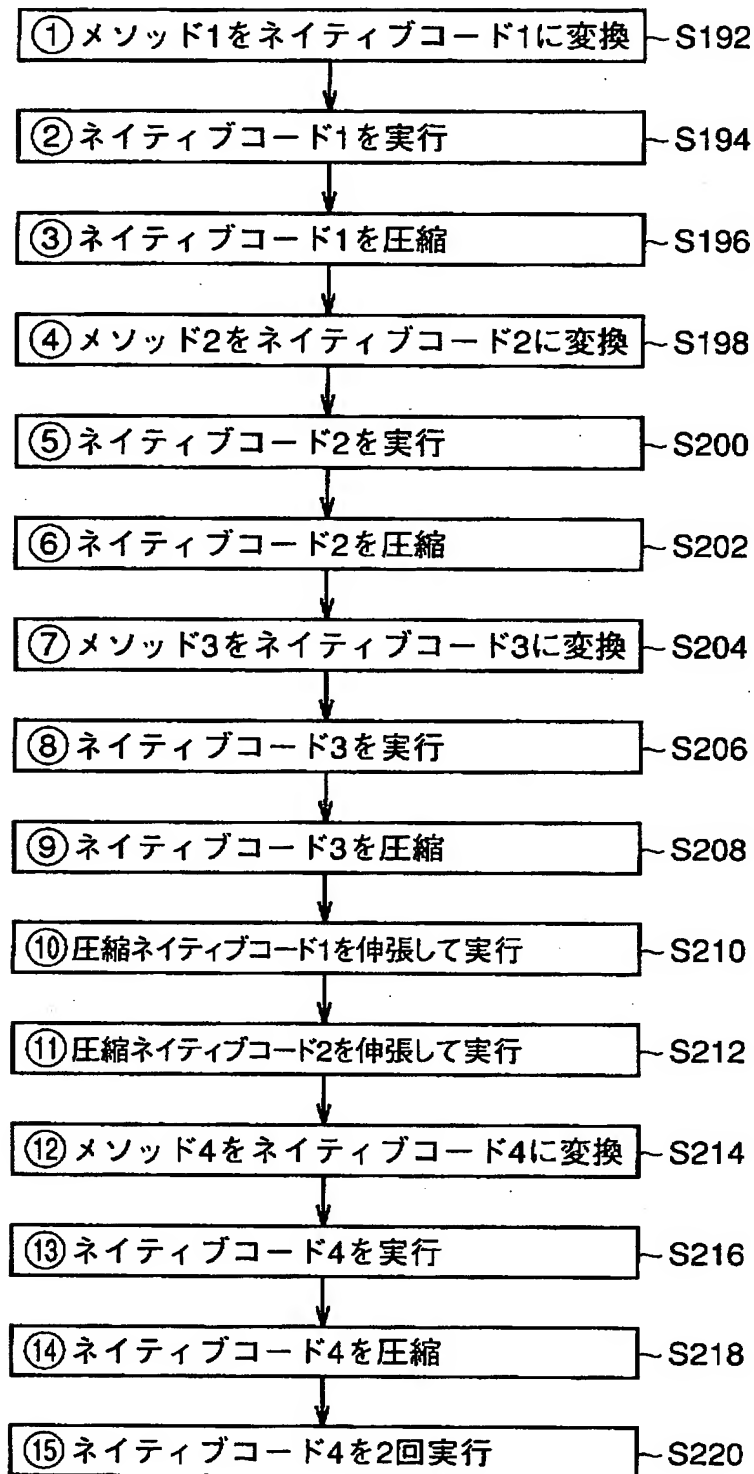 ①メソッド1をネイティブコード1に変換 ~S192
②ネイティブコード1を実行 ~S194
③ネイティブコード1を圧縮 ~S196
④メソッド2をネイティブコード2に変換 ~S198
⑤ネイティブコード2を実行 ~S200
⑥ネイティブコード2を圧縮 ~S202
⑦メソッド3をネイティブコード3に変換 ~S204
⑧ネイティブコード3を実行 ~S206
⑨ネイティブコード3を圧縮 ~S208
⑩圧縮ネイティブコード1を伸張して実行 ~S210
⑪圧縮ネイティブコード2を伸張して実行 ~S212
⑫メソッド4をネイティブコード4に変換 ~S214
⑬ネイティブコード4を実行 ~S216
⑭ネイティブコード4を圧縮 ~S218
⑮ネイティブコード4を2回実行 ~S220